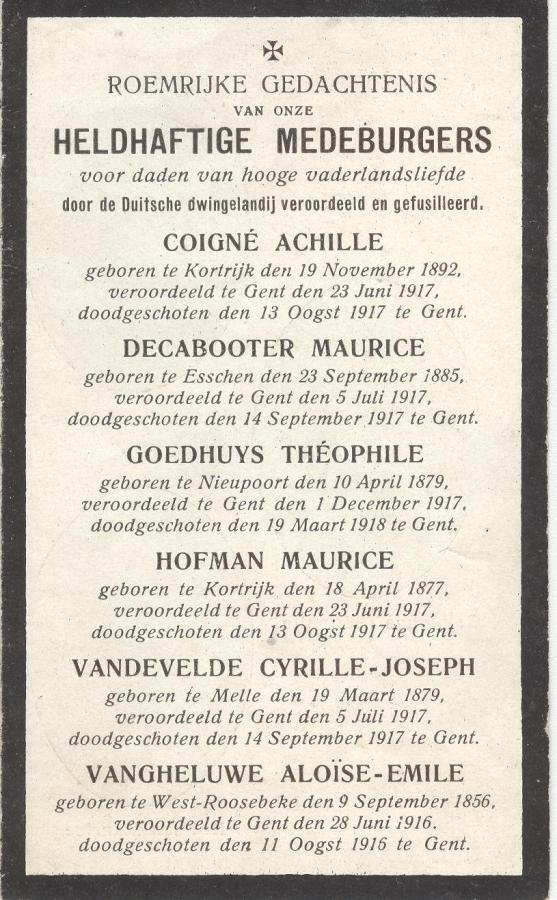 ROEMRIJKE GEDACHTENIS
VAN ONZE
HELDHAFTIGE MEDEBURGERS
voor daden van hooge vaderlandsliefde
door de Duitsche dwingelandij veroordeeld en gefusilleerd.
COIGNÉ ACHILLE
geboren te Kortrijk den 19 November 1892,
veroordeeld te Gent den 23 Juni 1917,
doodgeschoten den 13 Oogst 1917 te Gent.
DECABOOTER MAURICE
geboren te Esschen den 23 September 1885,
veroordeeld te Gent den 5 Juli 1917,
doodgeschoten den 14 September 1917 te Gent.
GOEDHUYS THÉOPHILE
geboren te Nieupoort den 10 April 1879,
veroordeeld te Gent den 1 December 1917,
doodgeschoten den 19 Maart 1918 te Gent.
HOFMAN MAURICE
geboren te Kortrijk den 18 April 1877,
veroordeeld te Gent den 23 Juni 1917,
doodgeschoten den 13 Oogst 1917 te Gent.
VANDEVELDE CYRILLE-JOSEPH
geboren te Melle den 19 Maart 1879,
veroordeeld te Gent den 5 Juli 1917,
doodgeschoten den 14 September 1917 te Gent.
VANGHELUWE ALOÏSE-EMILE
geboren te West-Roosebeke den 9 September 1856,
veroordeeld te Gent den 28 Juni 1916,
doodgeschoten den 11 Oogst 1916 te Gent.